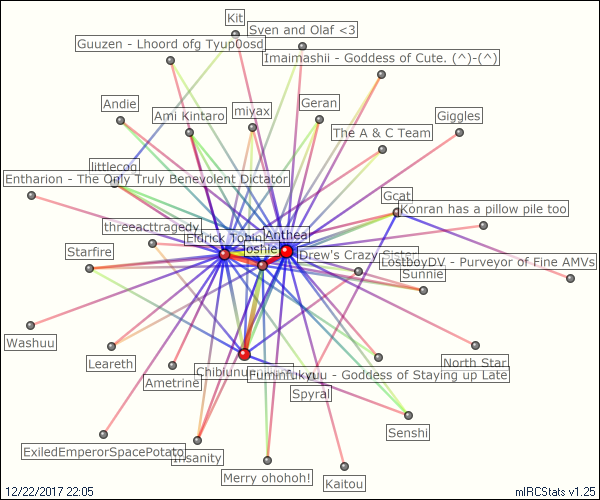 Kit
Sven and Olaf <3
Guuzen - Lhoord ofg Tyup0osd
Imaimashii - Goddess of Cute. (^)-(^)
Andie
Ami Kintaro
miyax
Geran
Giggles
The A & C Team
littlecog
Entharion - The Only Truly Benevolent Dictator
Gcat
Konran has a pillow pile too
threeacttragedy
Eldrick Tobin
Anthea
Starfire
Joshie
Drew's Crazy Sister
LostboyDV - Purveyor of Fine AMVs
Sunnie
Washuu
Leareth
North Star
Ametrine
Fuminfukyuu - Goddess of Staying up Late
Spyral
Senshi
ExiledEmperorSpacePotato
Insanity
Merry ohohoh!
Kaitou
12/22/2017 22:05
mIRCStats v1.25